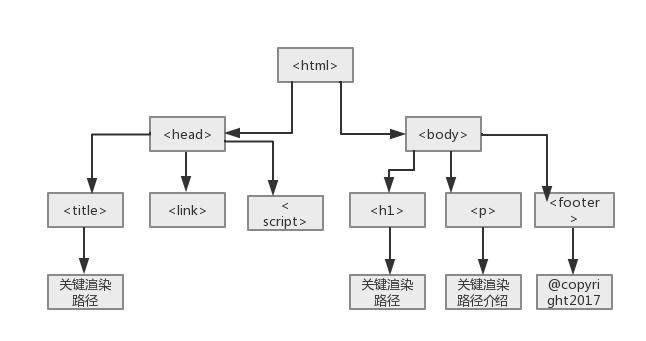 <html>
<head>
<body>
<title>
<link>
<
script>
<h1>
<p>
<footer
>
关键渲染
路径
关键渲染
路径
关键渲染
路径介绍
@copyri
ght2017